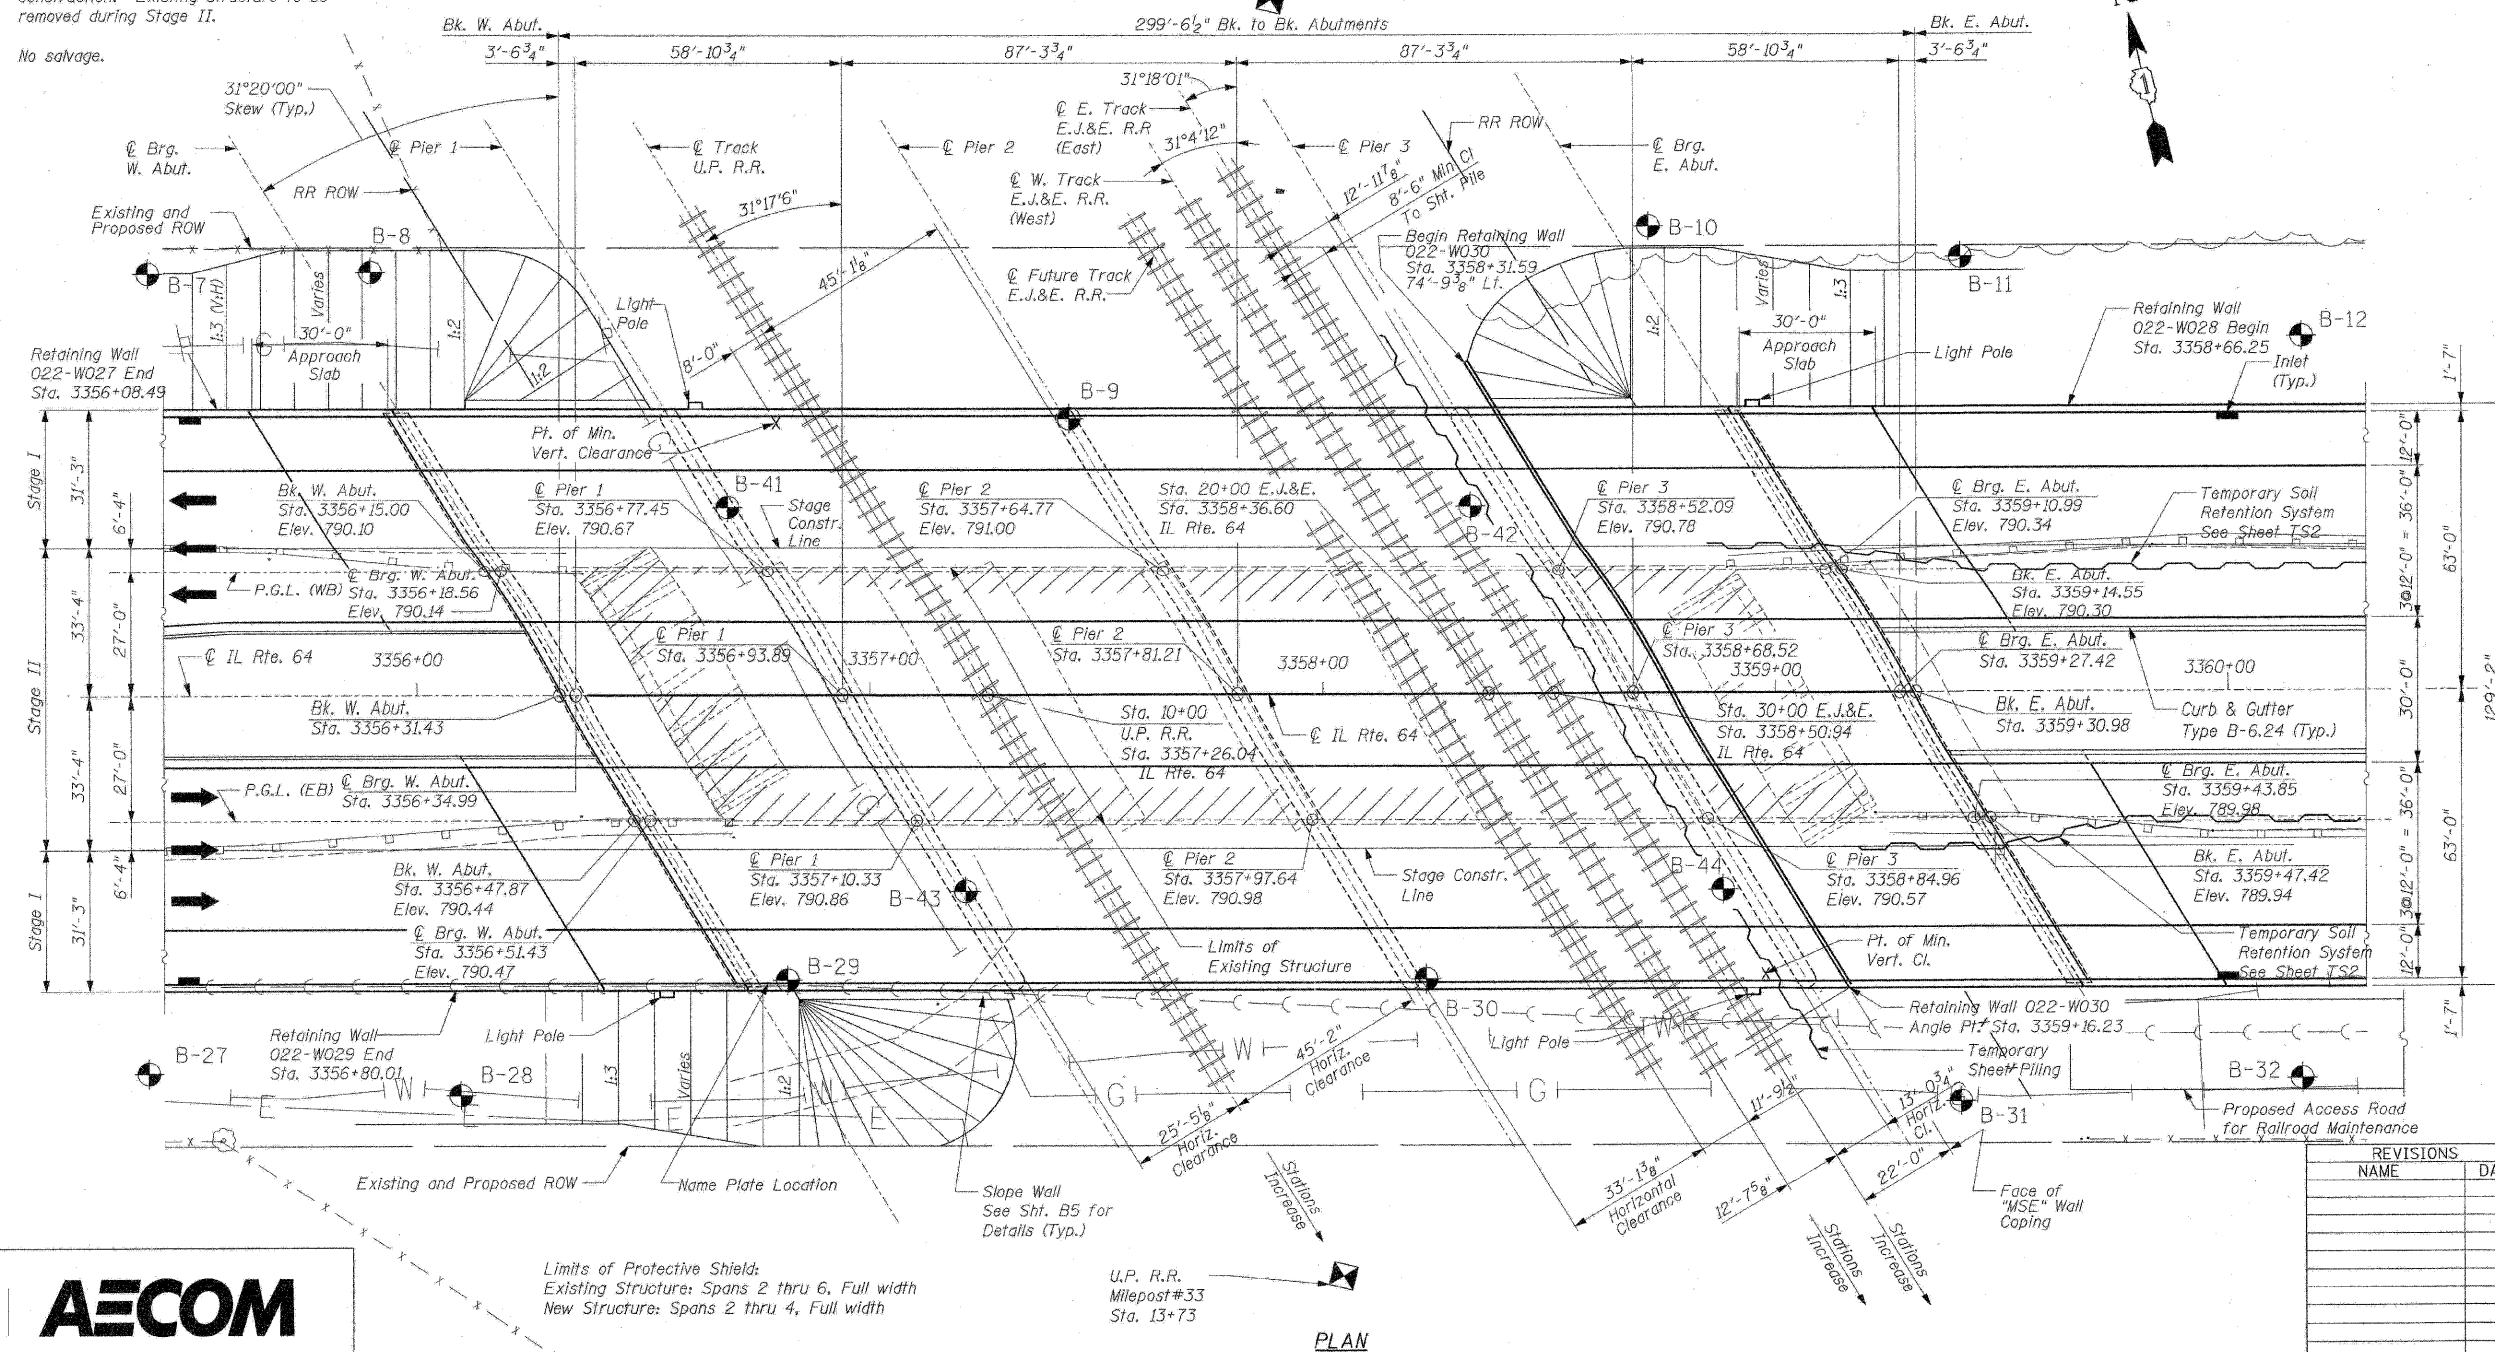 removed during Stage II.
No salvage.
Bk. W. Abut.
299'-6½" Bk. to Bk. Abutments
Bk. E. Abut.
3'-6¾"
58'-10¾"
87'-3¾"
87'-3¾"
58'-10¾"
3'-6¾"
31°20'00"
Skew (Typ.)
31°18'01"
℄ E. Track
E.J.&E. R.R
(East)
31°4'12"
RR ROW
℄ Brg.
W. Abut.
℄ Pier 1
℄ Track
U.P. R.R.
℄ Pier 2
℄ Pier 3
℄ Brg.
E. Abut.
RR ROW
31°17'6"
℄ W. Track
E.J.&E. R.R.
(West)
12'-11⅞"
8'-6" Min Cl
To Sht. Pile
Existing and
Proposed ROW
B-8
B-7
Begin Retaining Wall
022-W030
Sta. 3358+31.59
74'-9⅜" Lt.
B-10
B-11
45'-1⅛"
℄ Future Track
E.J.&E. R.R.
1:3 (V:H)
Varies
1:2
1:2
30'-0"
Approach
Slab
Light
Pole
8'-0"
1:2
Varies
1:3
30'-0"
Approach
Slab
Light Pole
Retaining Wall
022-W028 Begin
Sta. 3358+66.25
B-12
Inlet
(Typ.)
Retaining Wall
022-W027 End
Sta. 3356+08.49
B-9
1'-7"
Pt. of Min.
Vert. Clearance
Stage I
31'-3"
6'-4"
Bk. W. Abut.
Sta. 3356+15.00
Elev. 790.10
℄ Pier 1
Sta. 3356+77.45
Elev. 790.67
B-41
Stage
Constr.
Line
℄ Pier 2
Sta. 3357+64.77
Elev. 791.00
Sta. 20+00 E.J.&E.
Sta. 3358+36.60
IL Rte. 64
B-42
℄ Pier 3
Sta. 3358+52.09
Elev. 790.78
℄ Brg. E. Abut.
Sta. 3359+10.99
Elev. 790.34
Temporary Soil
Retention System
See Sheet TS2
12'-0"
3@12'-0" = 36'-0"
63'-0"
P.G.L. (WB)
℄ Brg. W. Abut.
Sta. 3356+18.56
Elev. 790.14
Bk. E. Abut.
Sta. 3359+14.55
Elev. 790.30
Stage II
33'-4"
27'-0"
℄ IL Rte. 64
3356+00
℄ Pier 1
Sta. 3356+93.89
3357+00
℄ Pier 2
Sta. 3357+81.21
3358+00
℄ Pier 3
Sta. 3358+68.52
3359+00
℄ Brg. E. Abut.
Sta. 3359+27.42
3360+00
30'-0"
129'-2"
Bk. W. Abut.
Sta. 3356+31.43
Sta. 10+00
U.P. R.R.
Sta. 3357+26.04
IL Rte. 64
℄ IL Rte. 64
Sta. 30+00 E.J.&E.
Sta. 3358+50.94
IL Rte. 64
Bk. E. Abut.
Sta. 3359+30.98
Curb & Gutter
Type B-6.24 (Typ.)
33'-4"
27'-0"
P.G.L. (EB)
℄ Brg. W. Abut.
Sta. 3356+34.99
℄ Brg. E. Abut.
Sta. 3359+43.85
Elev. 789.98
3@12'-0" = 36'-0"
63'-0"
Stage I
31'-3"
6'-4"
Bk. W. Abut.
Sta. 3356+47.87
Elev. 790.44
℄ Pier 1
Sta. 3357+10.33
Elev. 790.86
B-43
℄ Pier 2
Sta. 3357+97.64
Elev. 790.98
Stage Constr.
Line
B-44
℄ Pier 3
Sta. 3358+84.96
Elev. 790.57
Bk. E. Abut.
Sta. 3359+47.42
Elev. 789.94
℄ Brg. W. Abut.
Sta. 3356+51.43
Elev. 790.47
B-29
Limits of
Existing Structure
Pt. of Min.
Vert. Cl.
Temporary Soil
Retention System
See Sheet TS2
12'-0"
1'-7"
Retaining Wall
022-W029 End
Sta. 3356+80.01
Light Pole
B-30
Light Pole
Retaining Wall 022-W030
Angle Pt. Sta. 3359+16.23
Temporary
Sheet Piling
B-27
B-28
1:3
Varies
1:2
E
W
E
E
W
E
W
W
G
G
45'-2"
Horiz.
Clearance
25'-5⅛"
Horiz.
Clearance
11'-9½"
13'-0¾"
Horiz.
Cl.
B-31
B-32
Proposed Access Road
for Railroad Maintenance
Existing and Proposed ROW
Name Plate Location
Slope Wall
See Sht. B5 for
Details (Typ.)
Stations
Increase
33'-1⅜"
Horizontal
Clearance
12'-7⅝"
22'-0"
Face of
"MSE" Wall
Coping
Stations
Increase
Stations
Increase
REVISIONS
NAME
AECOM
Limits of Protective Shield:
Existing Structure: Spans 2 thru 6, Full width
New Structure: Spans 2 thru 4, Full width
U.P. R.R.
Milepost#33
Sta. 13+73
PLAN